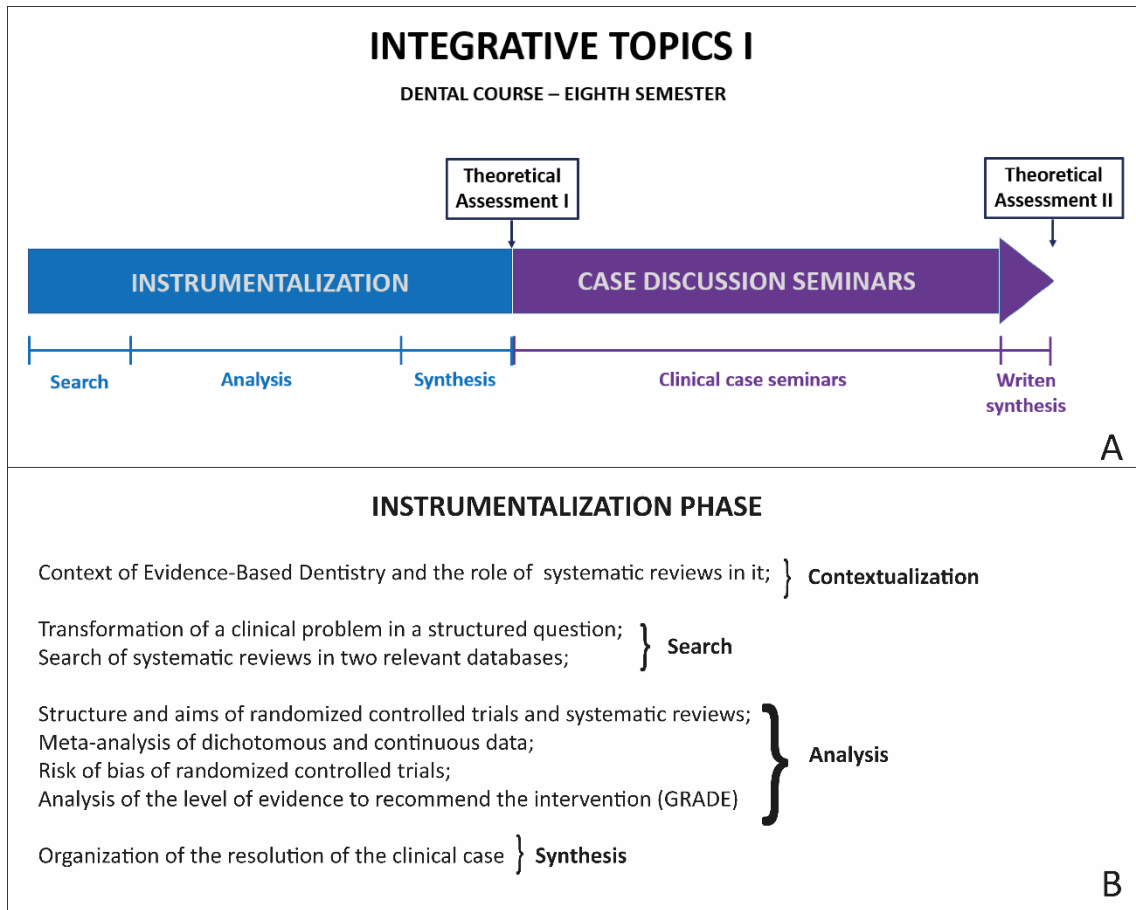 INTEGRATIVE TOPICS I
DENTAL COURSE – EIGHTH SEMESTER
Theoretical
Assessment I
Theoretical
Assessment II
INSTRUMENTALIZATION
CASE DISCUSSION SEMINARS
Search
Analysis
Synthesis
Clinical case seminars
Writen
synthesis
A
INSTRUMENTALIZATION PHASE
Context of Evidence-Based Dentistry and the role of systematic reviews in it; } Contextualization
Transformation of a clinical problem in a structured question;
Search of systematic reviews in two relevant databases;
} Search
Structure and aims of randomized controlled trials and systematic reviews;
Meta-analysis of dichotomous and continuous data;
Risk of bias of randomized controlled trials;
Analysis of the level of evidence to recommend the intervention (GRADE)
} Analysis
Organization of the resolution of the clinical case } Synthesis
B